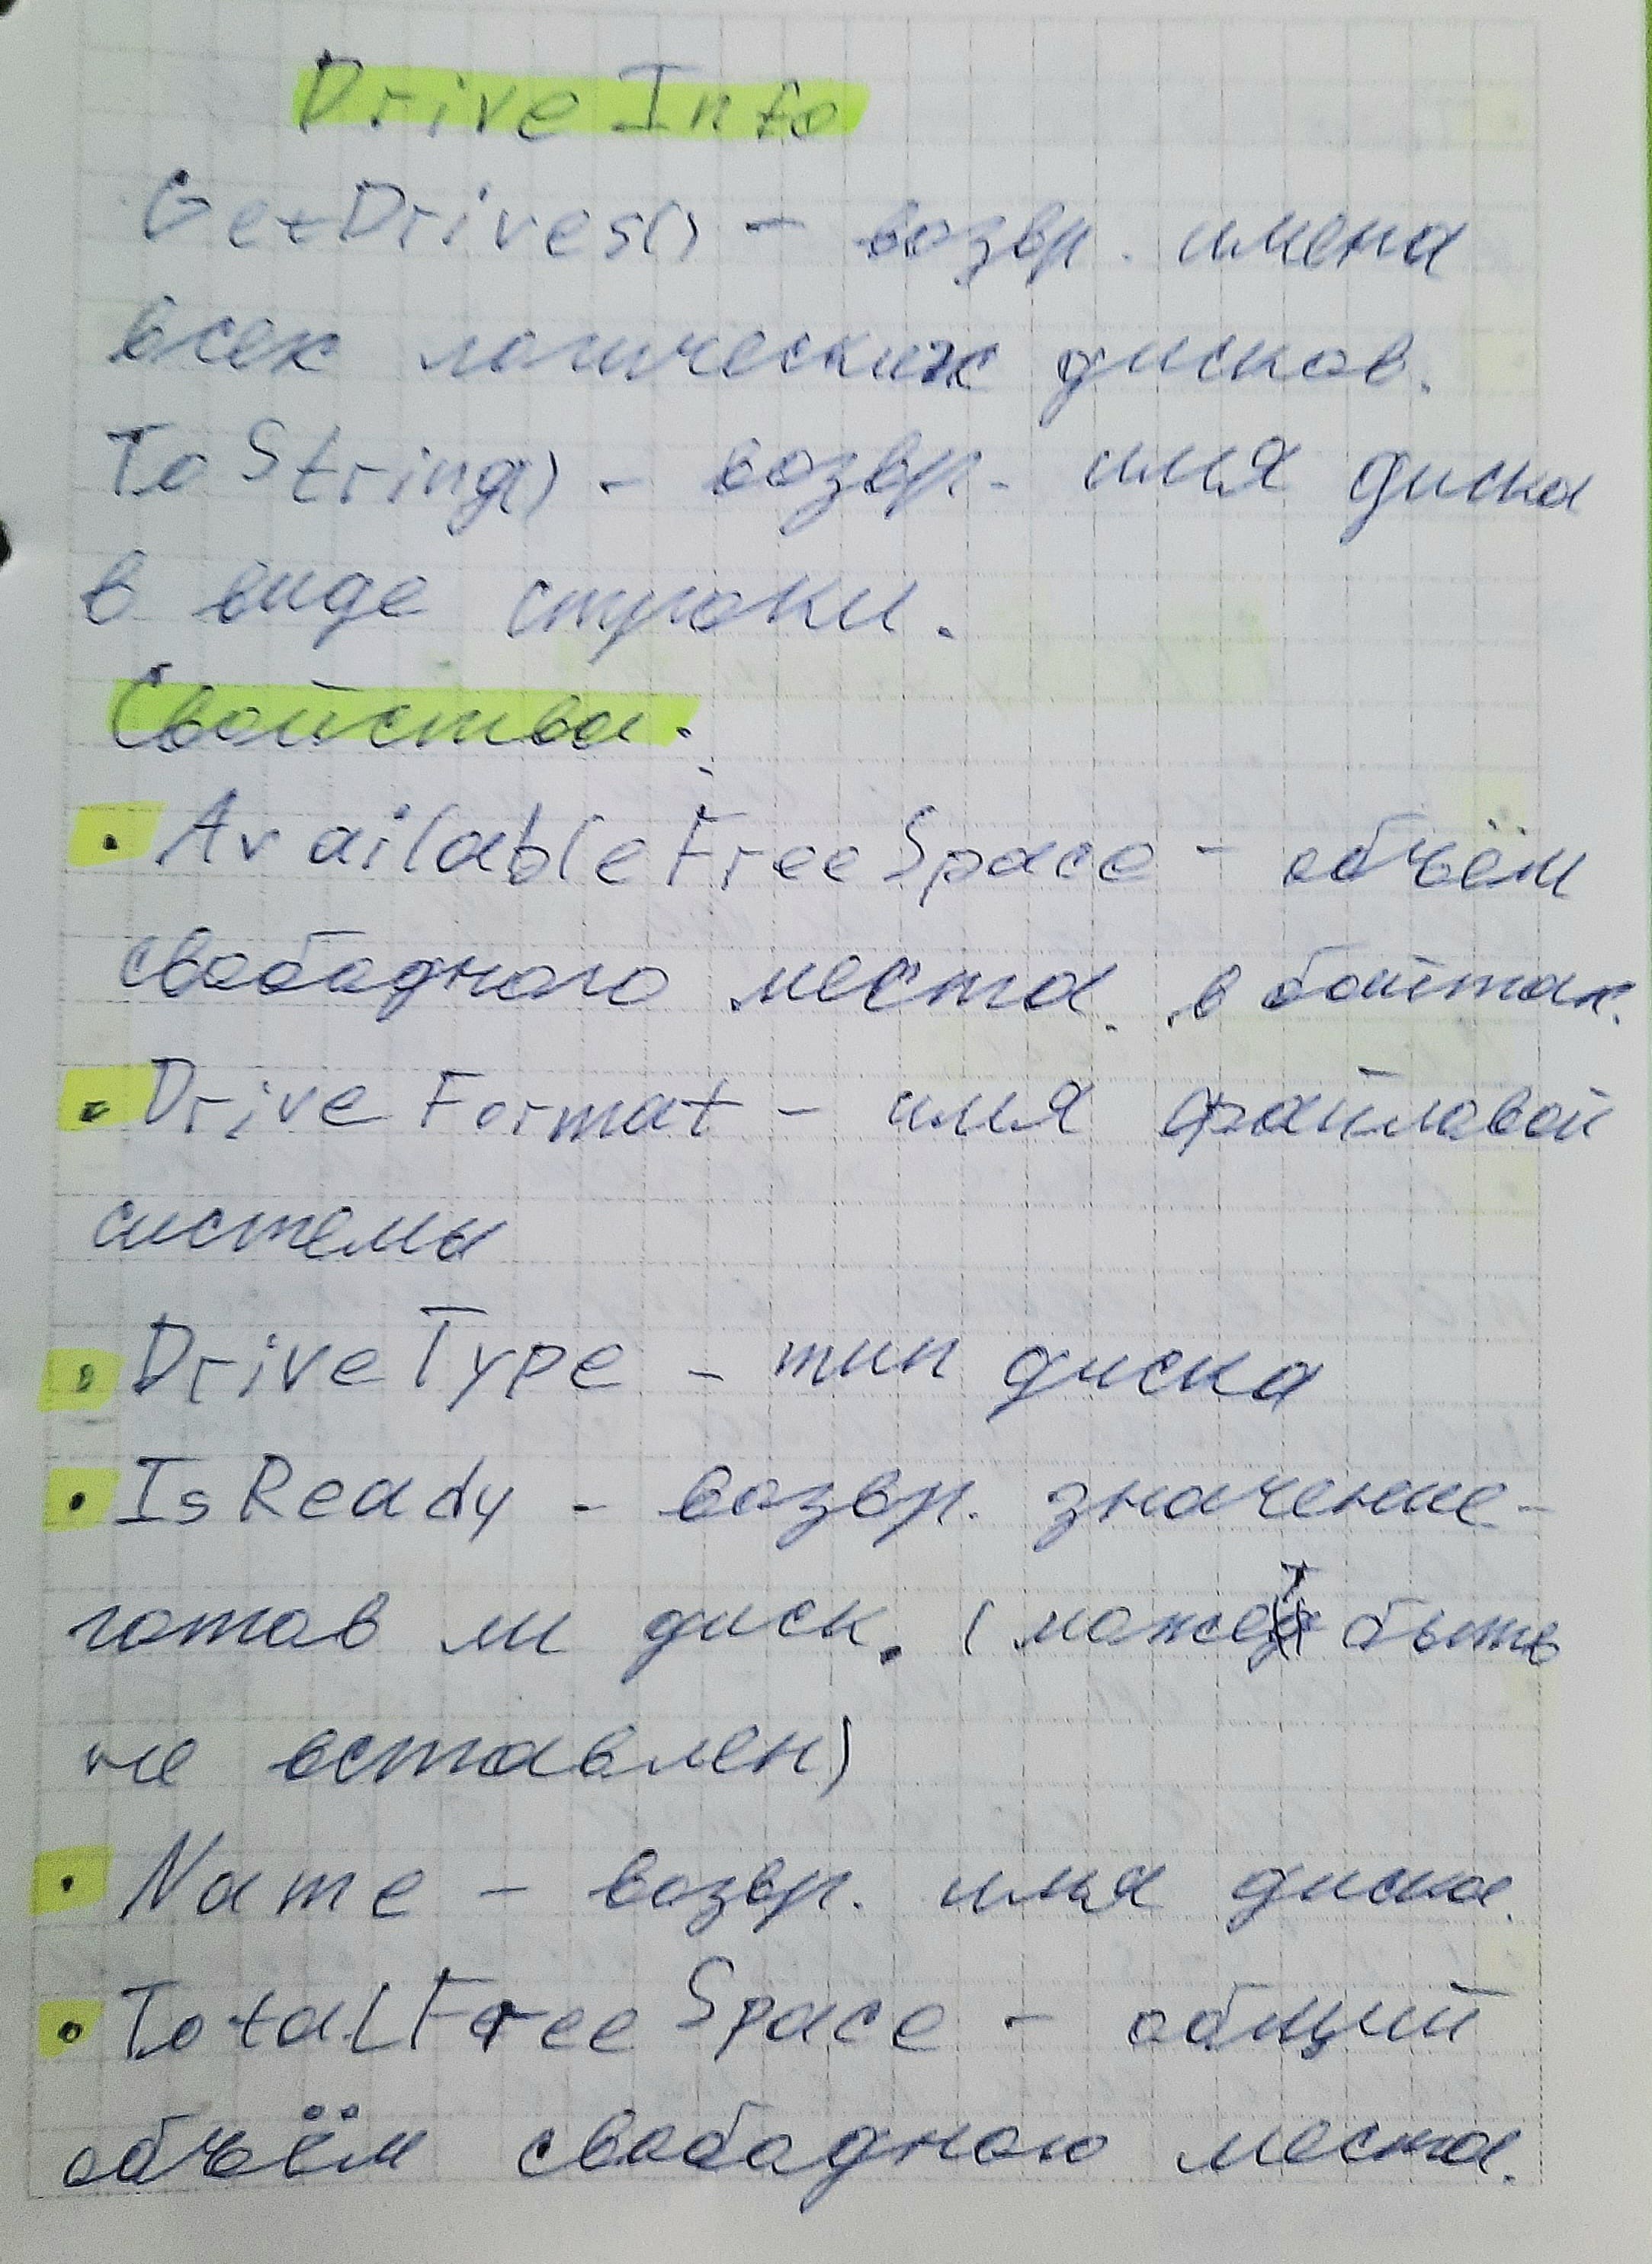 DriveInfo
GetDrives() - возвр. имена
всех логических дисков.
ToString() - возвр. имя диска
в виде строки.
Свойства.
• AvailableFreeSpace - объём
свободного места в байтах.
• DriveFormat - имя файловой
системы
• DriveType - тип диска
• IsReady - возвр. значение -
готов ли диск. (может быть
не вставлен)
• Name - возвр. имя диска.
• TotalFreeSpace - общий
объём свободного места.